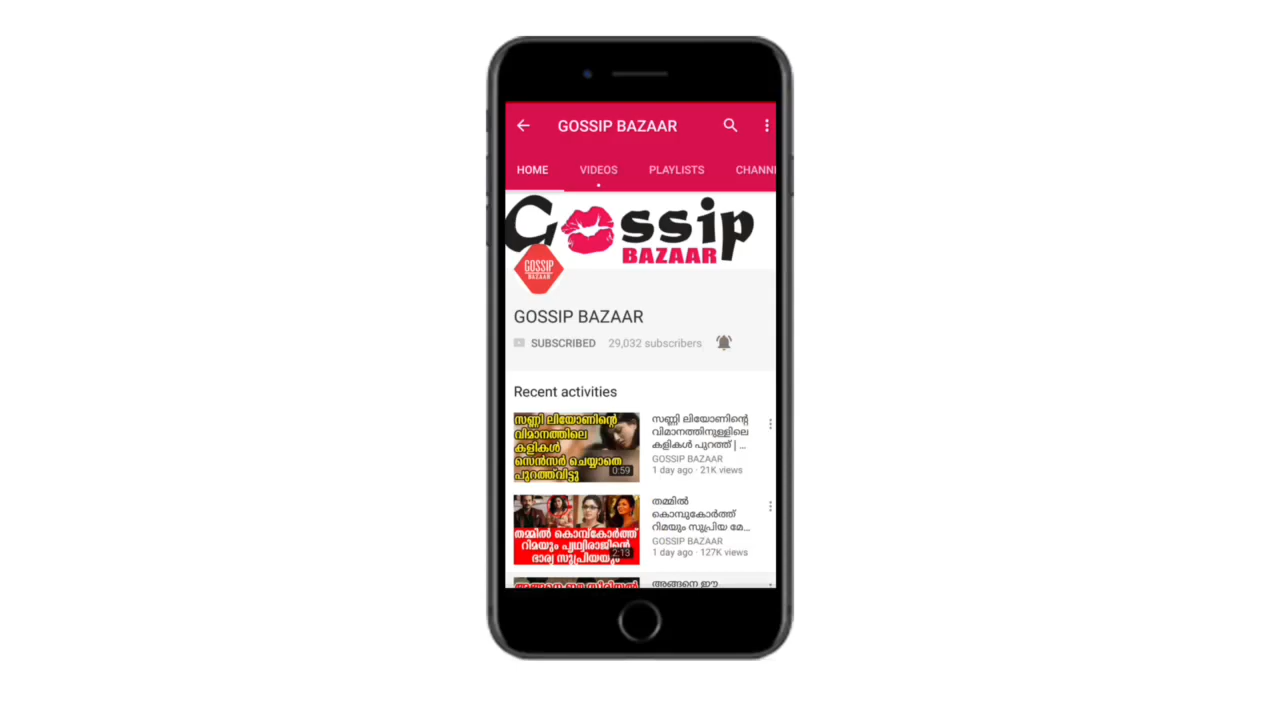 GOSSIP BAZAAR
HOME VIDEOS PLAYLISTS CHANN
Gossip
BAZAAR
GOSSIP
BAZAAR
GOSSIP BAZAAR
SUBSCRIBED 29,032 subscribers
Recent activities
സണ്ണി ലിയോണിന്റെ
വിമാനത്തിലെ
കളികൾ
സെൻസർ ചെയ്യാതെ
പുറത്തുവിട്ടു
0:59
സണ്ണി ലിയോണിന്റെ
വിമാനത്തിനുള്ളിലെ
കളികൾ പുറത്ത് | ...
GOSSIP BAZAAR
1 day ago · 21K views
തമ്മിൽ കൊമ്പ്കോർത്ത്
റിമയും പൃഥ്വിരാജിന്റെ
ഭാര്യ സുപ്രിയയും
2:13
തമ്മിൽ
കൊമ്പുകോർത്ത്
റിമയും സുപ്രിയ മേ...
GOSSIP BAZAAR
1 day ago · 127K views
അങ്ങനെ ഈ